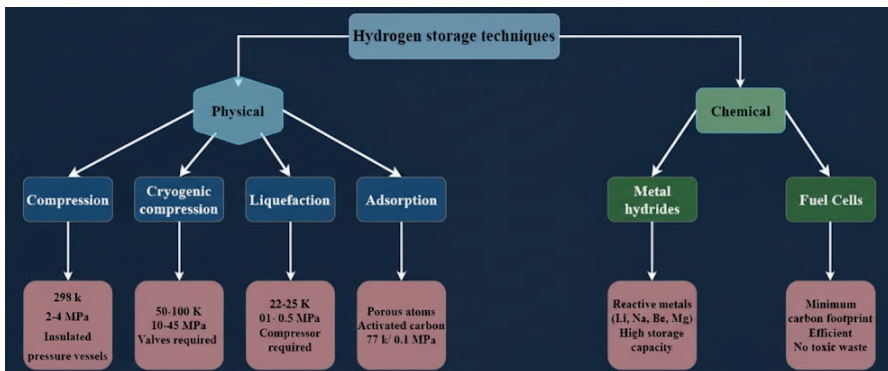 Hydrogen storage techniques
Physical
Chemical
Compression
Cryogenic
compression
Liquefaction
Adsorption
Metal
hydrides
Fuel Cells
298 k
2-4 MPa
Insulated
pressure vessels
50-100 K
10-45 MPa
Valves required
22-25 K
01- 0.5 MPa
Compressor
required
Porous atoms
Activated carbon
77 k/ 0.1 MPa
Reactive metals
(Li, Na, Be, Mg)
High storage
capacity
Minimum
carbon footprint
Efficient
No toxic waste